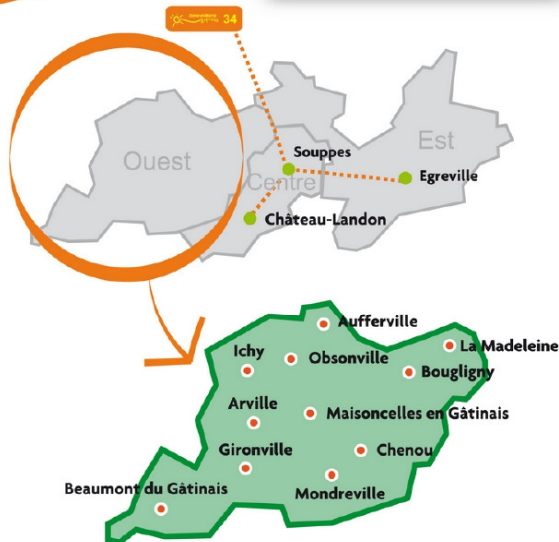 34
Ouest
Est
Souppes
Centre
Egreville
Château-Landon
Aufferville
La Madeleine
Ichy
Obsonville
Bougligny
Arville
Maisoncelles en Gâtinais
Gironville
Chenou
Beaumont du Gâtinais
Mondreville